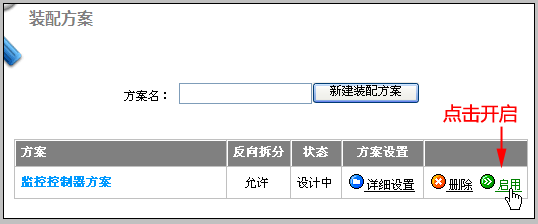 装配方案
方案名： 新建装配方案
点击开启
方案 反向拆分 状态 方案设置
监控控制器方案 允许 设计中 详细设置 删除 启用